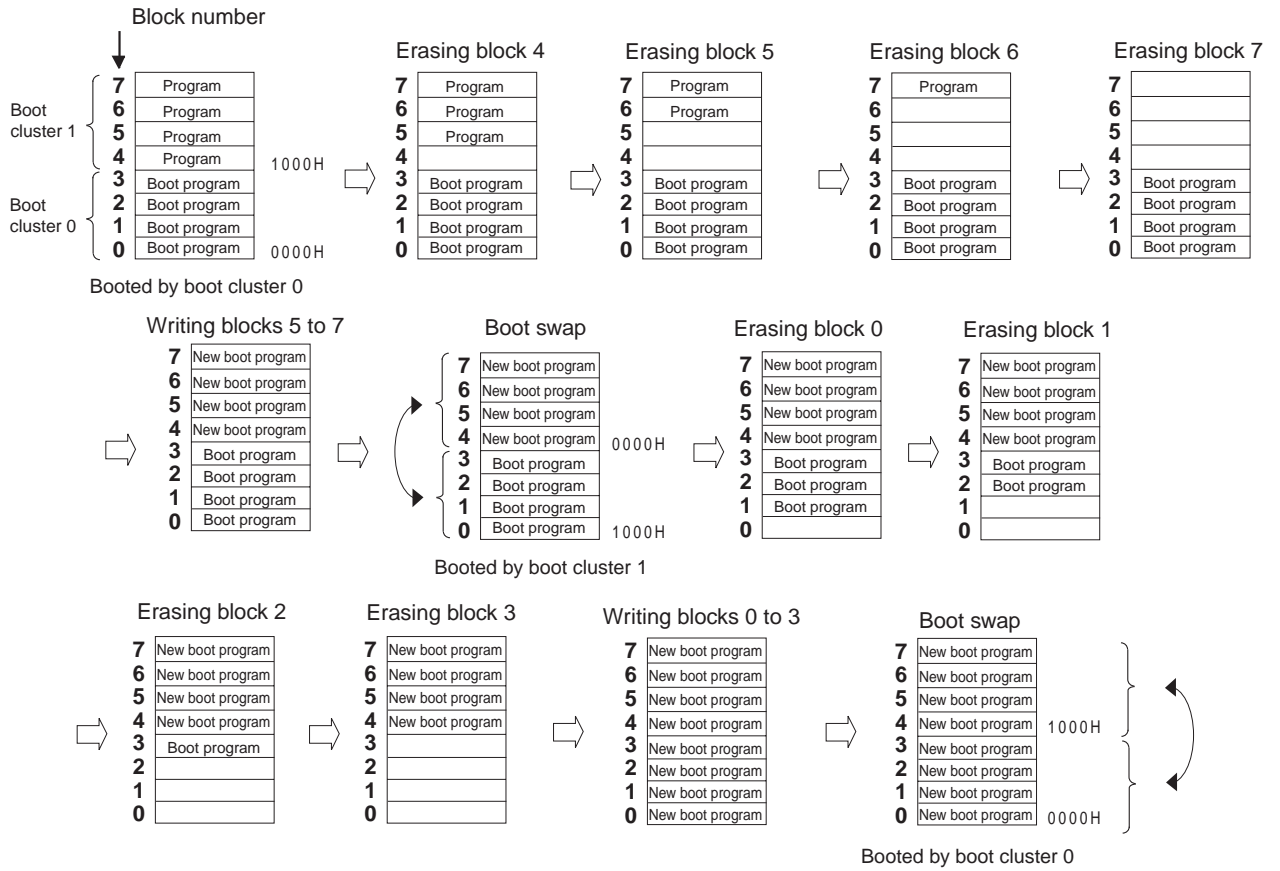 Block number
Erasing block 4
Erasing block 5
Erasing block 6
Erasing block 7
Boot cluster 1
Boot cluster 0
7 Program
6 Program
5 Program
4 Program
1000H
3 Boot program
2 Boot program
1 Boot program
0 Boot program
0000H
Booted by boot cluster 0
7 Program
6 Program
5 Program
4
3 Boot program
2 Boot program
1 Boot program
0 Boot program
7 Program
6 Program
5
4
3 Boot program
2 Boot program
1 Boot program
0 Boot program
7 Program
6
5
4
3 Boot program
2 Boot program
1 Boot program
0 Boot program
7
6
5
4
3 Boot program
2 Boot program
1 Boot program
0 Boot program
Writing blocks 5 to 7
7 New boot program
6 New boot program
5 New boot program
4 New boot program
3 Boot program
2 Boot program
1 Boot program
0 Boot program
Boot swap
7 New boot program
6 New boot program
5 New boot program
4 New boot program
0000H
3 Boot program
2 Boot program
1 Boot program
0 Boot program
1000H
Booted by boot cluster 1
Erasing block 0
7 New boot program
6 New boot program
5 New boot program
4 New boot program
3 Boot program
2 Boot program
1 Boot program
0
Erasing block 1
7 New boot program
6 New boot program
5 New boot program
4 New boot program
3 Boot program
2 Boot program
1
0
Erasing block 2
7 New boot program
6 New boot program
5 New boot program
4 New boot program
3 Boot program
2
1
0
Erasing block 3
7 New boot program
6 New boot program
5 New boot program
4 New boot program
3
2
1
0
Writing blocks 0 to 3
7 New boot program
6 New boot program
5 New boot program
4 New boot program
3 New boot program
2 New boot program
1 New boot program
0 New boot program
Boot swap
7 New boot program
6 New boot program
5 New boot program
4 New boot program
1000H
3 New boot program
2 New boot program
1 New boot program
0 New boot program
0000H
Booted by boot cluster 0